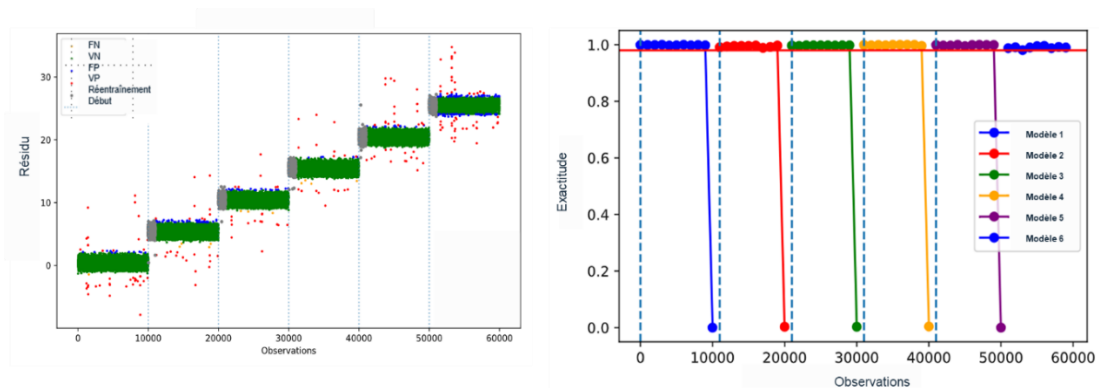 FN
VN
FP
VP
Réentraînement
Début
30
20
10
0
Résidu
0
10000
20000
30000
40000
50000
60000
Observations
1.0
0.8
0.6
0.4
0.2
0.0
Exactitude
Modèle 1
Modèle 2
Modèle 3
Modèle 4
Modèle 5
Modèle 6
0
10000
20000
30000
40000
50000
60000
Observations